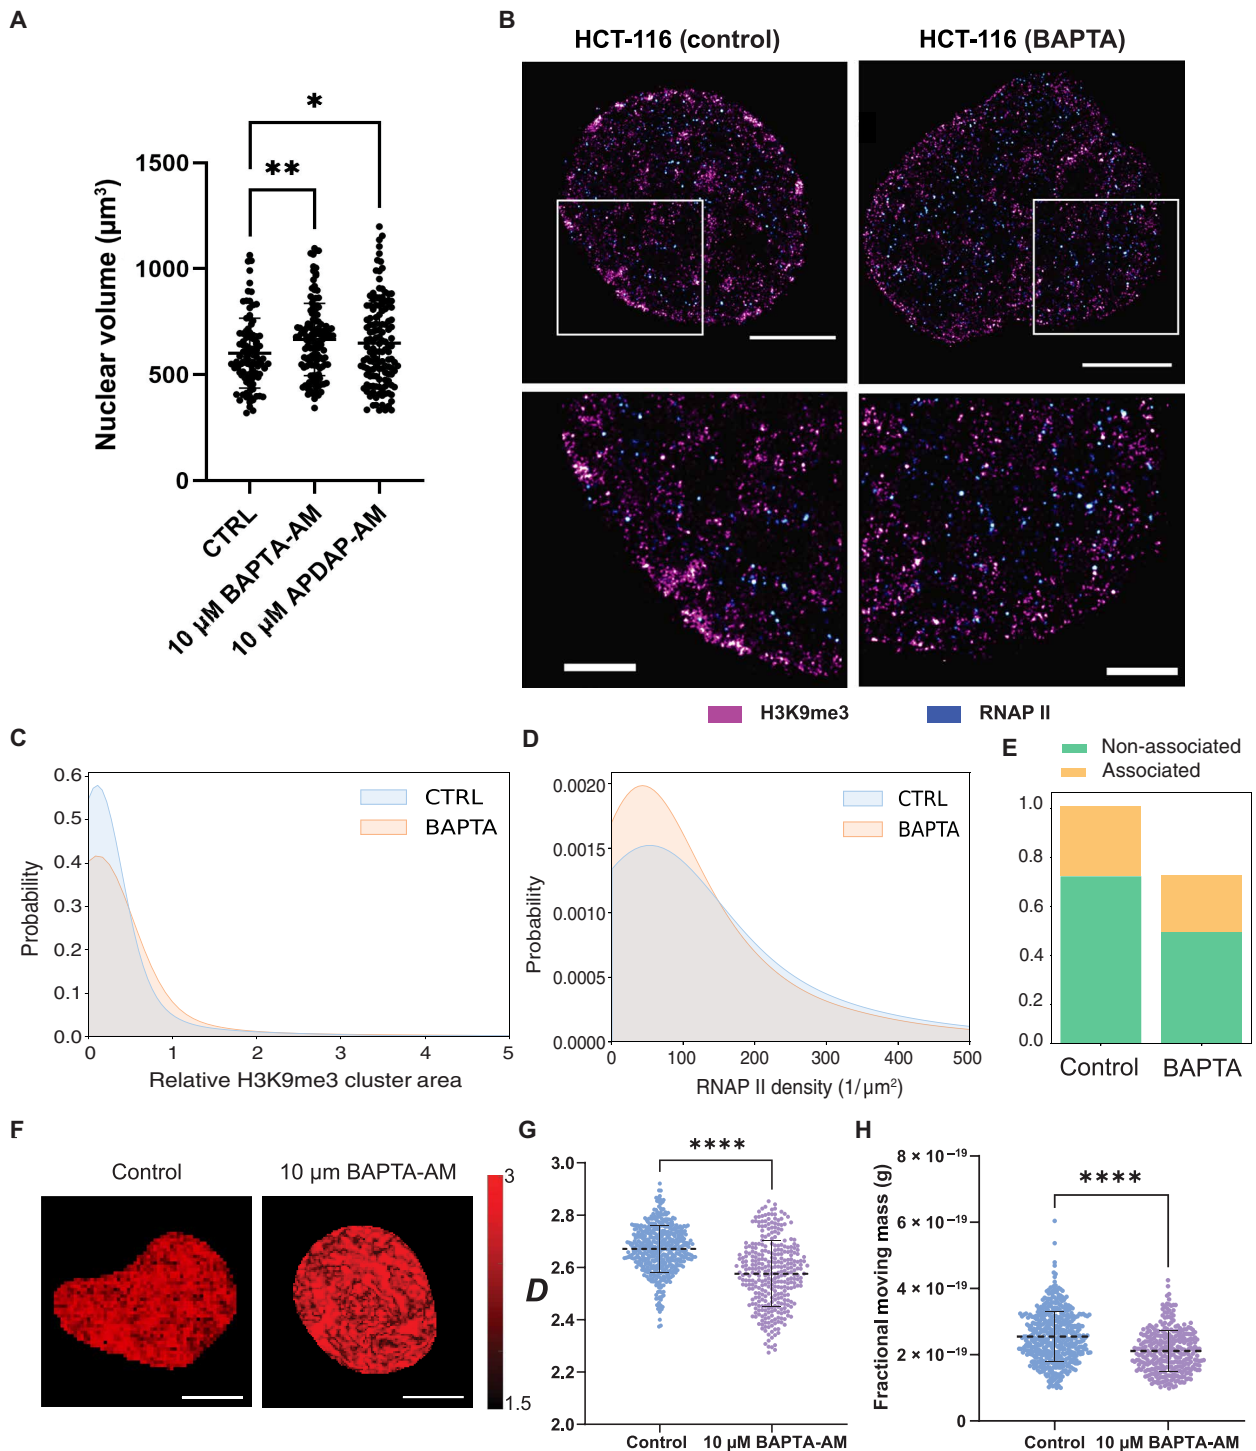 A
Nuclear volume (µm³)
1500
1000
500
0
*
**
CTRL
10 µM BAPTA-AM
10 µM APDAP-AM
B
HCT-116 (control)
HCT-116 (BAPTA)
H3K9me3
RNAP II
C
Probability
0.6
0.5
0.4
0.3
0.2
0.1
0.0
CTRL
BAPTA
0 1 2 3 4 5
Relative H3K9me3 cluster area
D
Probability
0.0020
0.0015
0.0010
0.0005
0.0000
CTRL
BAPTA
0 100 200 300 400 500
RNAP II density (1/µm²)
E
Non-associated
Associated
1.0
0.8
0.6
0.4
0.2
0.0
Control BAPTA
F
Control
10 µm BAPTA-AM
3
1.5
G
****
D
3.0
2.8
2.6
2.4
2.2
2.0
Control 10 µM BAPTA-AM
H
****
Fractional moving mass (g)
8 × 10⁻¹⁹
6 × 10⁻¹⁹
4 × 10⁻¹⁹
2 × 10⁻¹⁹
0
Control 10 µM BAPTA-AM